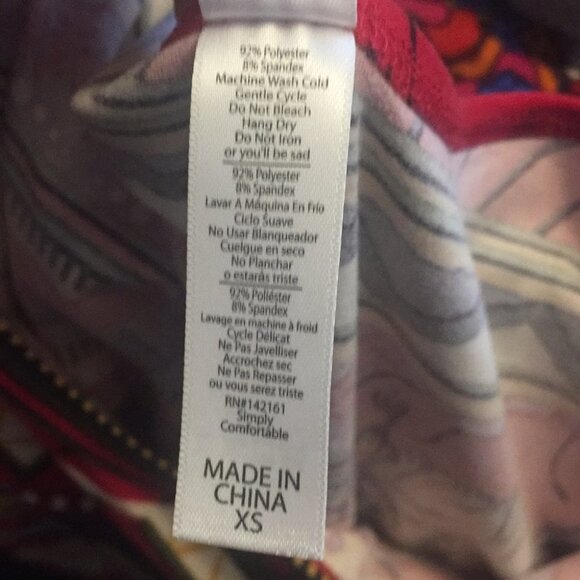 92% Polyester
8% Spandex
Machine Wash Cold
Gentle Cycle
Do Not Bleach
Hang Dry
Do Not Iron
or you'll be sad
92% Polyester
8% Spandex
Lavar A Máquina En Frío
Ciclo Suave
No Usar Blanqueador
Cuelgue en seco
No Planchar
o estarás triste
92% Poliéster
8% Spandex
Lavage en machine à froid
Cycle Délicat
Ne Pas Javelliser
Accrochez sec
Ne Pas Repasser
ou vous serez triste
RN#142161
Simply
Comfortable
MADE IN
CHINA
XS